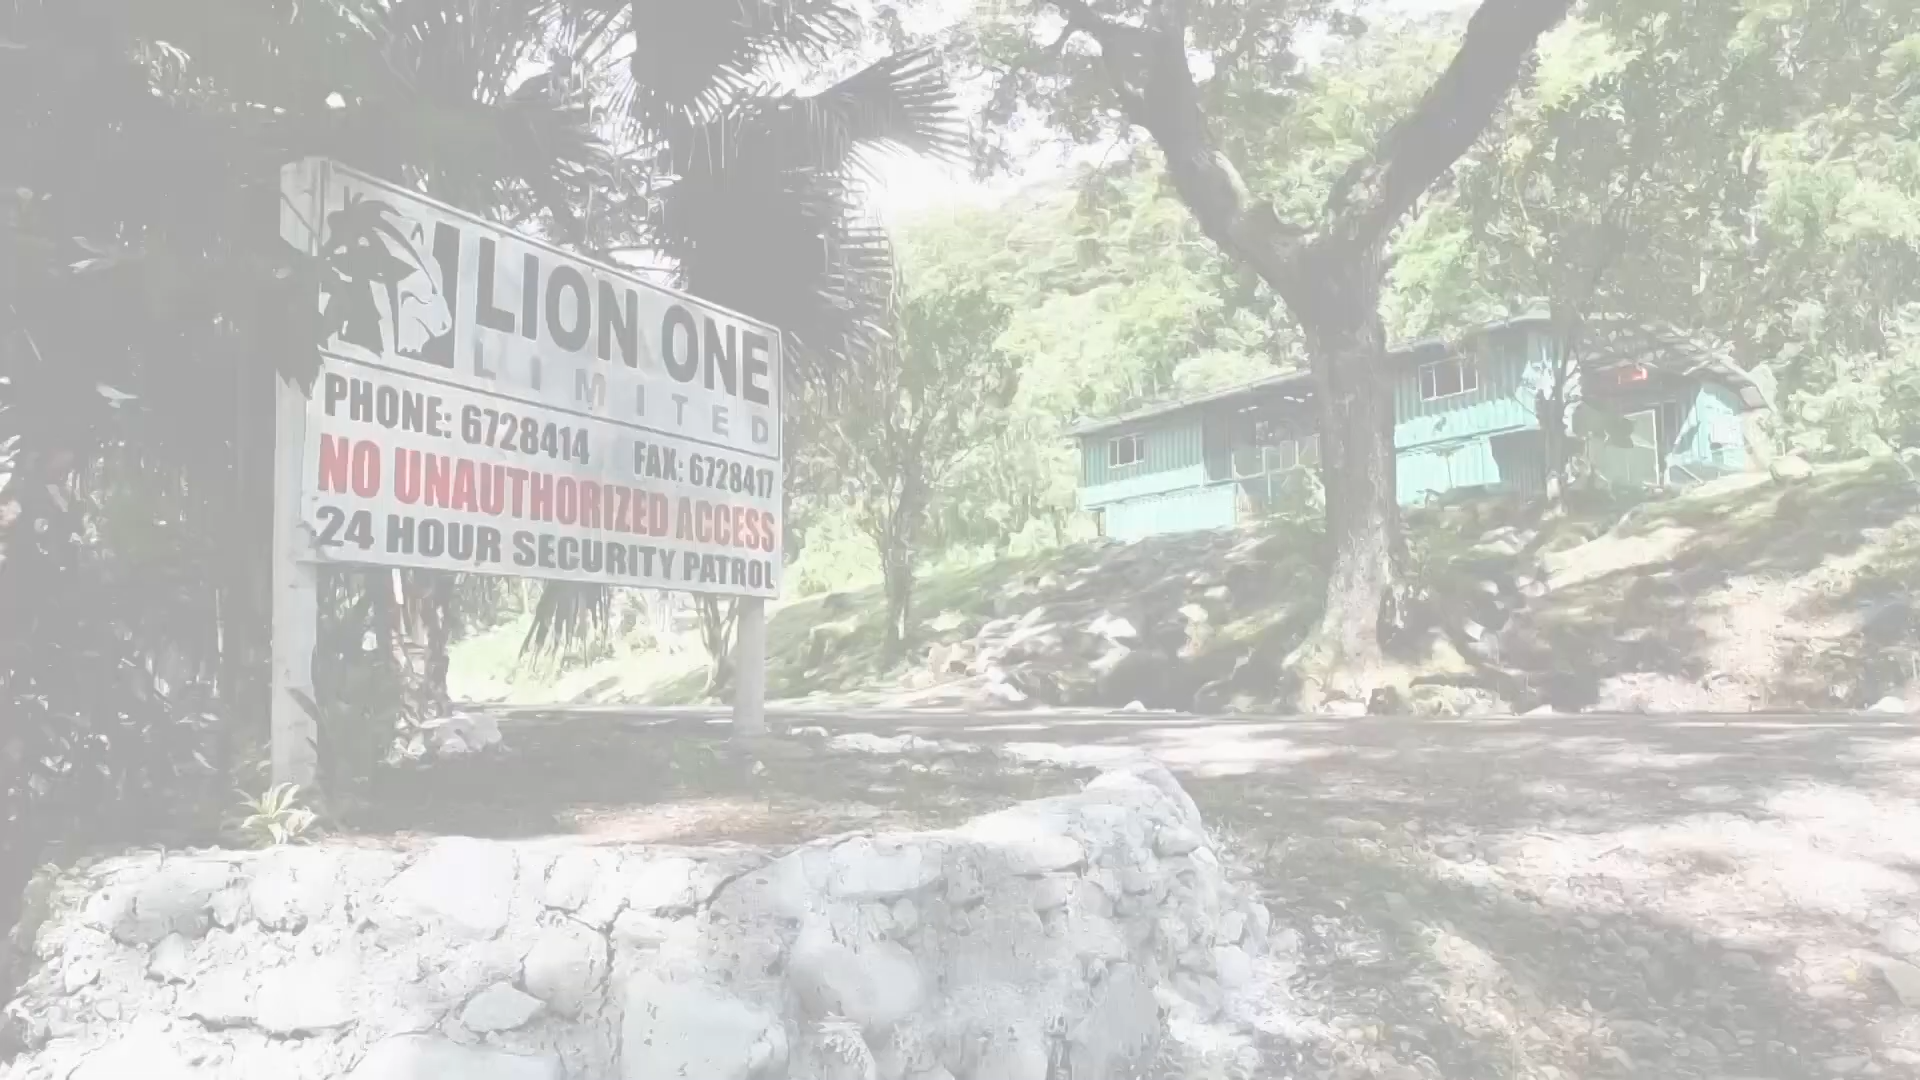 LION ONE
LIMITED
PHONE: 6728414 FAX: 6728417
NO UNAUTHORIZED ACCESS
24 HOUR SECURITY PATROL